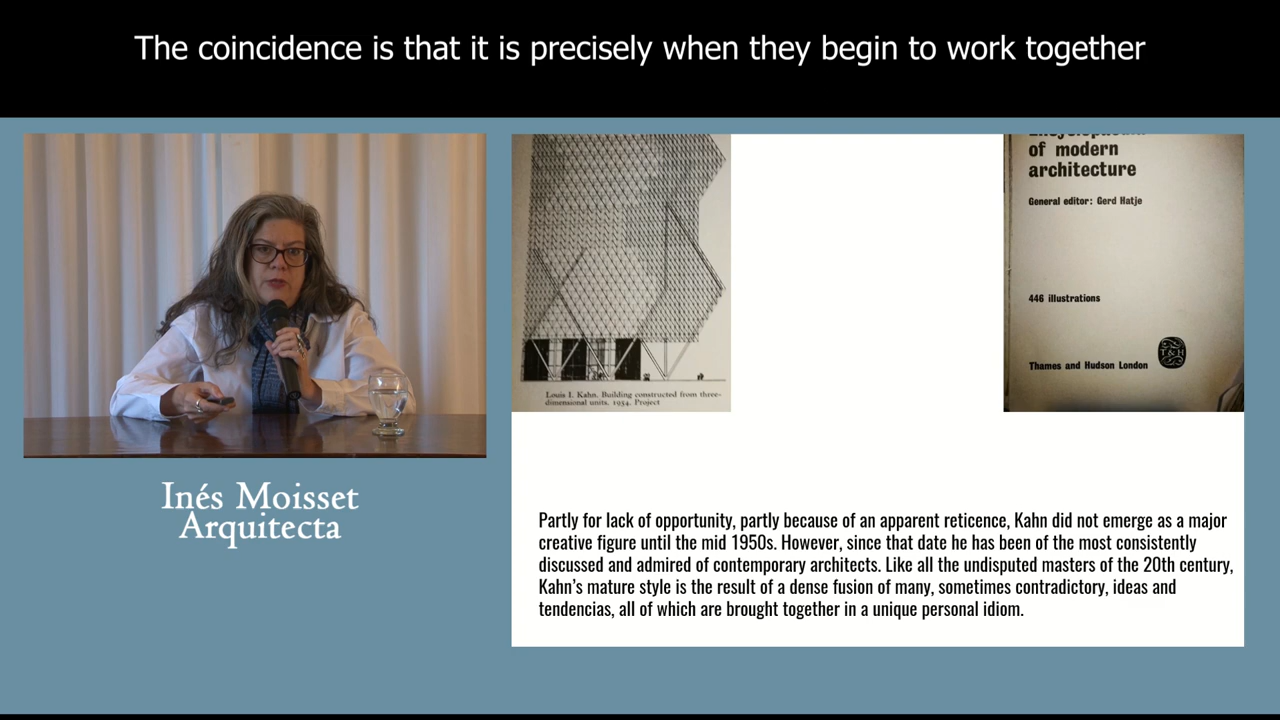 The coincidence is that it is precisely when they begin to work together
of modern
architecture
General editor: Gerd Hatje
446 illustrations
Thames and Hudson London
T&H
Louis I. Kahn. Building constructed from three-
dimensional units. 1954. Project
Inés Moisset
Arquitecta
Partly for lack of opportunity, partly because of an apparent reticence, Kahn did not emerge as a major
creative figure until the mid 1950s. However, since that date he has been of the most consistently
discussed and admired of contemporary architects. Like all the undisputed masters of the 20th century,
Kahn's mature style is the result of a dense fusion of many, sometimes contradictory, ideas and
tendencias, all of which are brought together in a unique personal idiom.